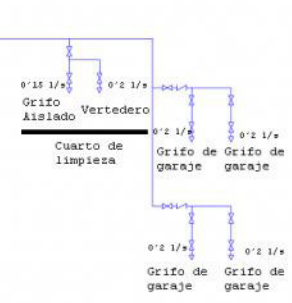 0'15 l/s
0'2 l/s
Grifo
Aislado
Vertedero
Cuarto de
limpieza
0'2 l/s
0'2 l/s
Grifo de
garaje
Grifo de
garaje
0'2 l/s
0'2 l/s
Grifo de
garaje
Grifo de
garaje